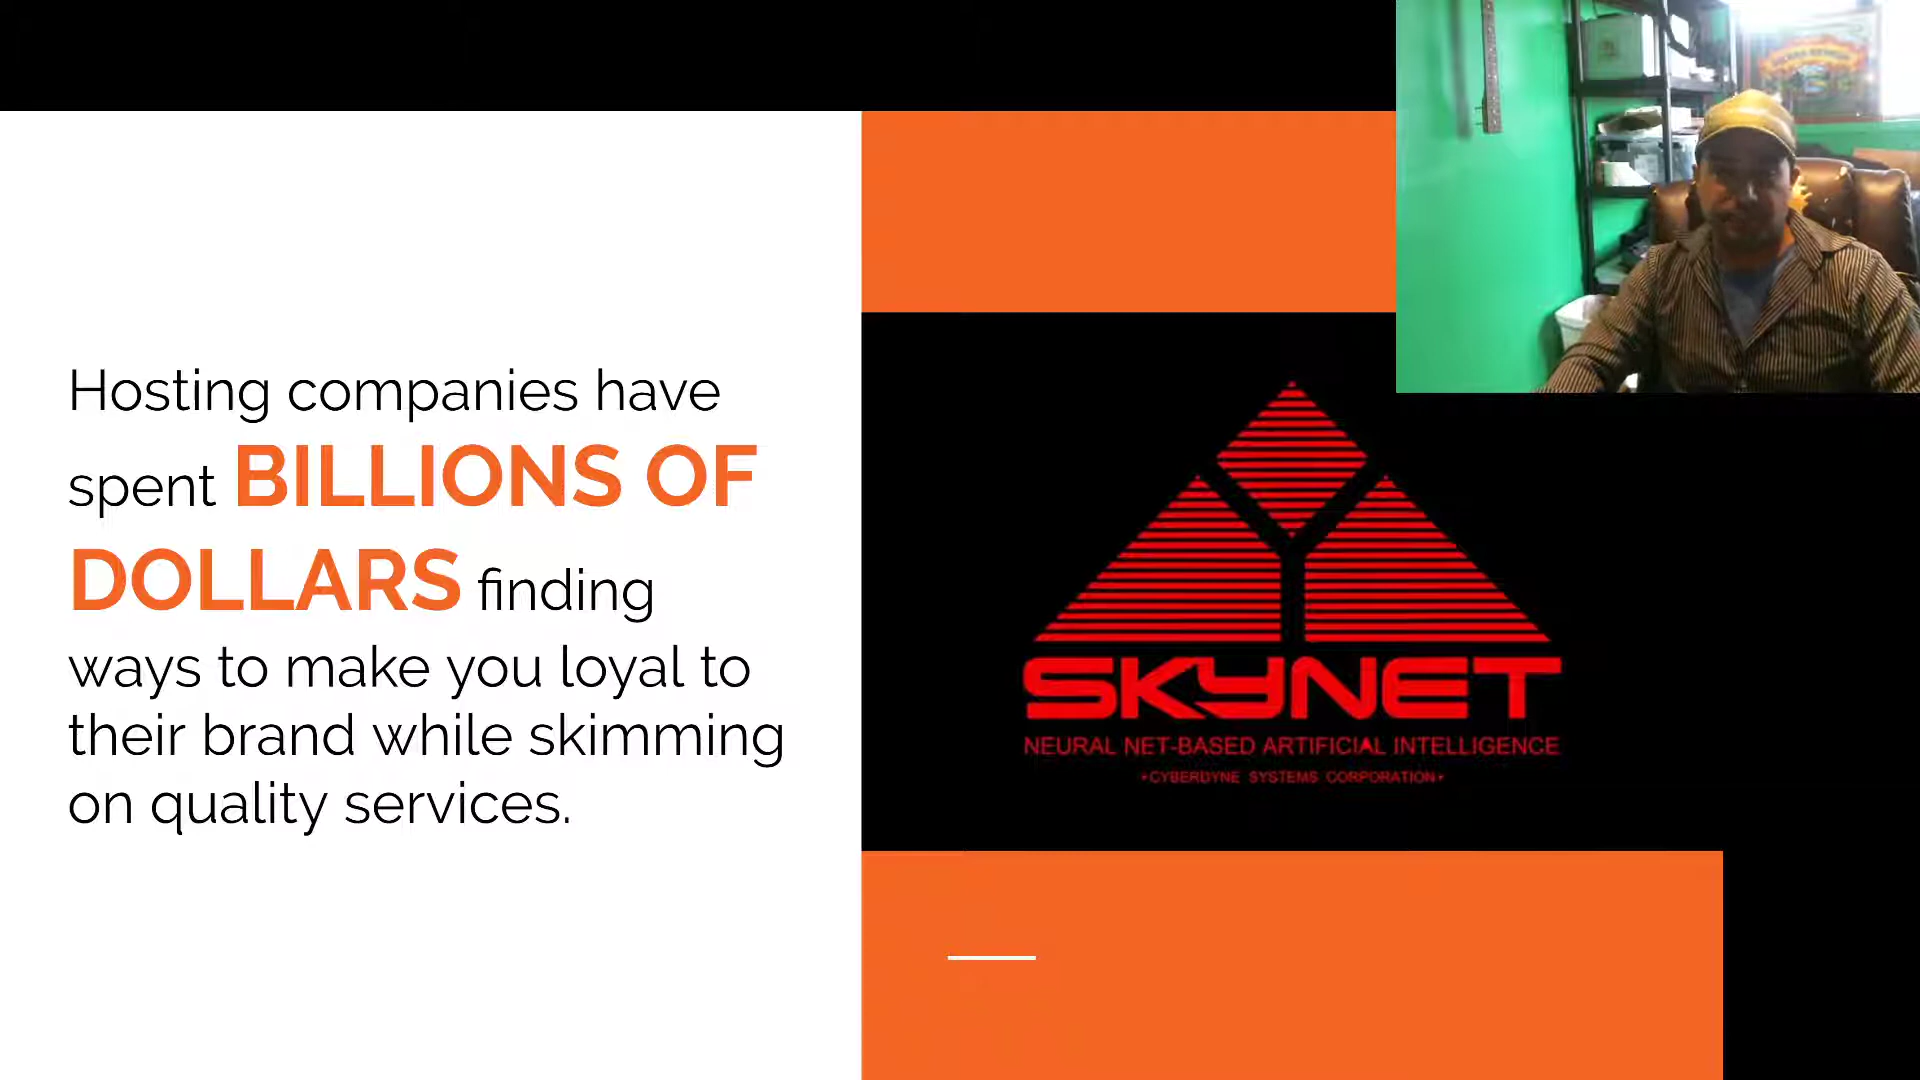 Hosting companies have
spent BILLIONS OF
DOLLARS finding
ways to make you loyal to
their brand while skimming
on quality services.
SKYNET
NEURAL NET-BASED ARTIFICIAL INTELLIGENCE
•CYBERDYNE SYSTEMS CORPORATION•